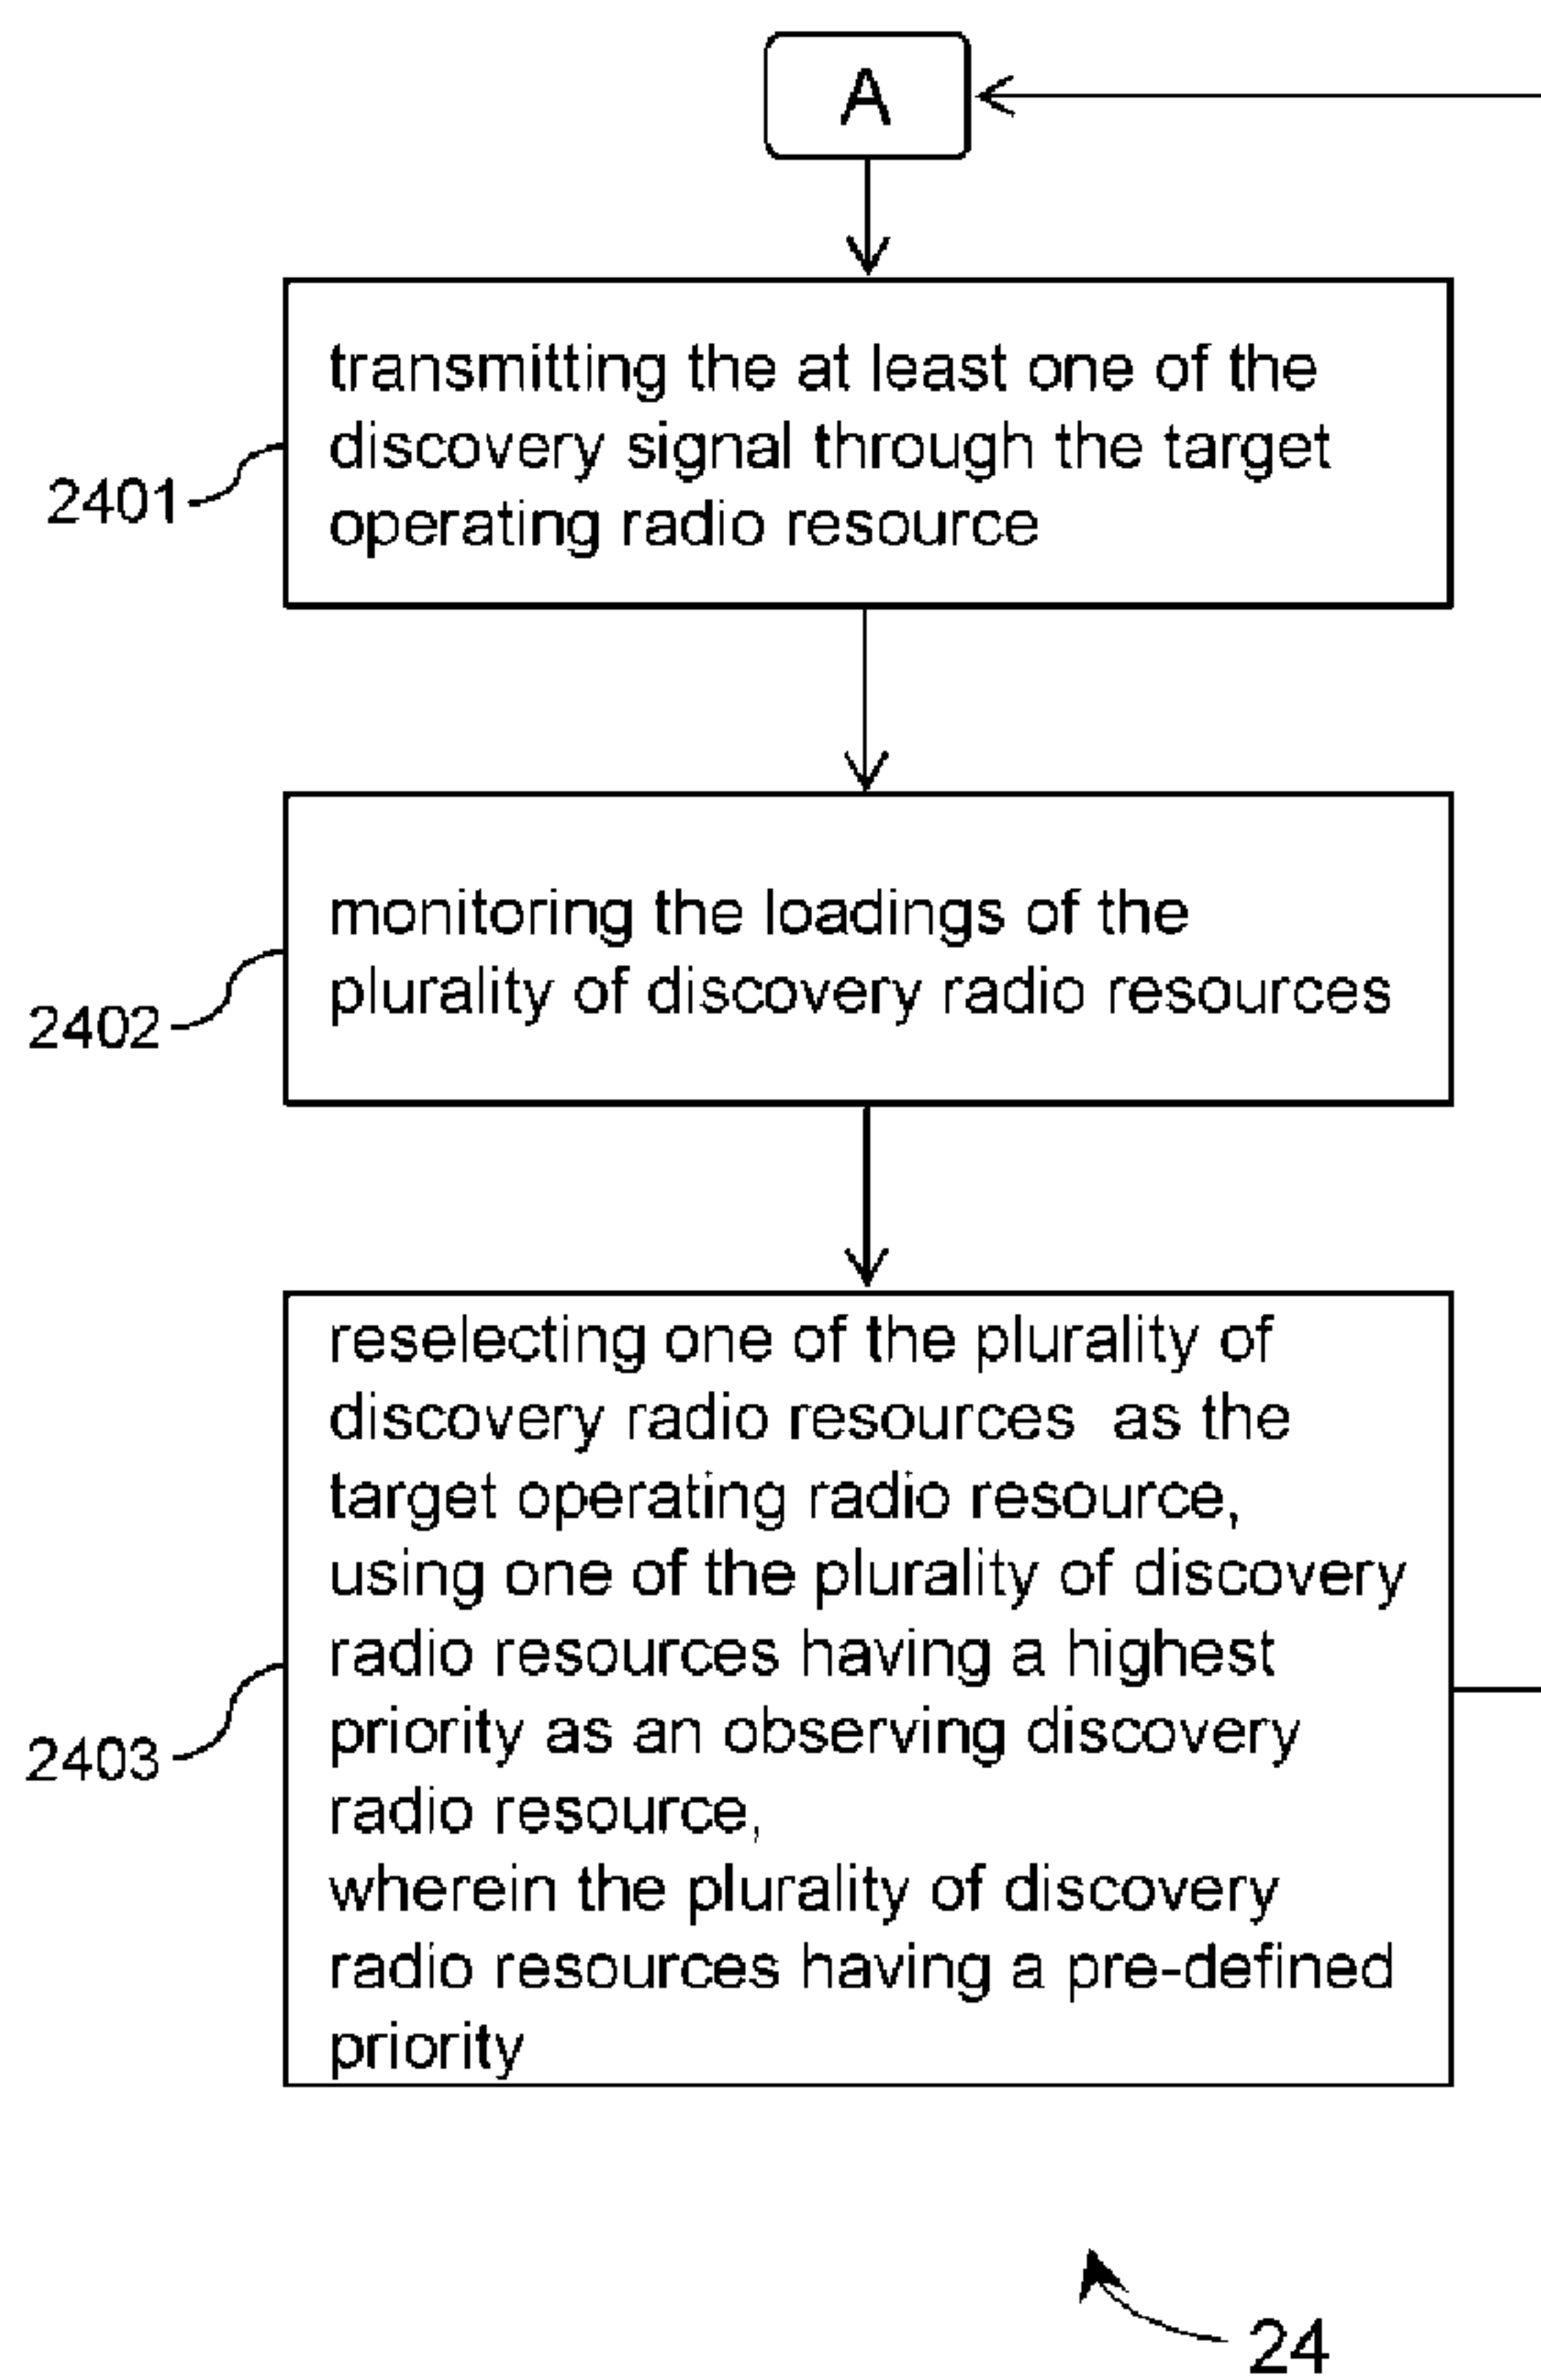 A
transmitting the at least one of the
discovery signal through the target
operating radio resource
2401
monitoring the loadings of the
plurality of discovery radio resources
2402
reselecting one of the plurality of
discovery radio resources as the
target operating radio resource,
using one of the plurality of discovery
radio resources having a highest
priority as an observing discovery
radio resource,
wherein the plurality of discovery
radio resources having a pre-defined
priority
2403
24